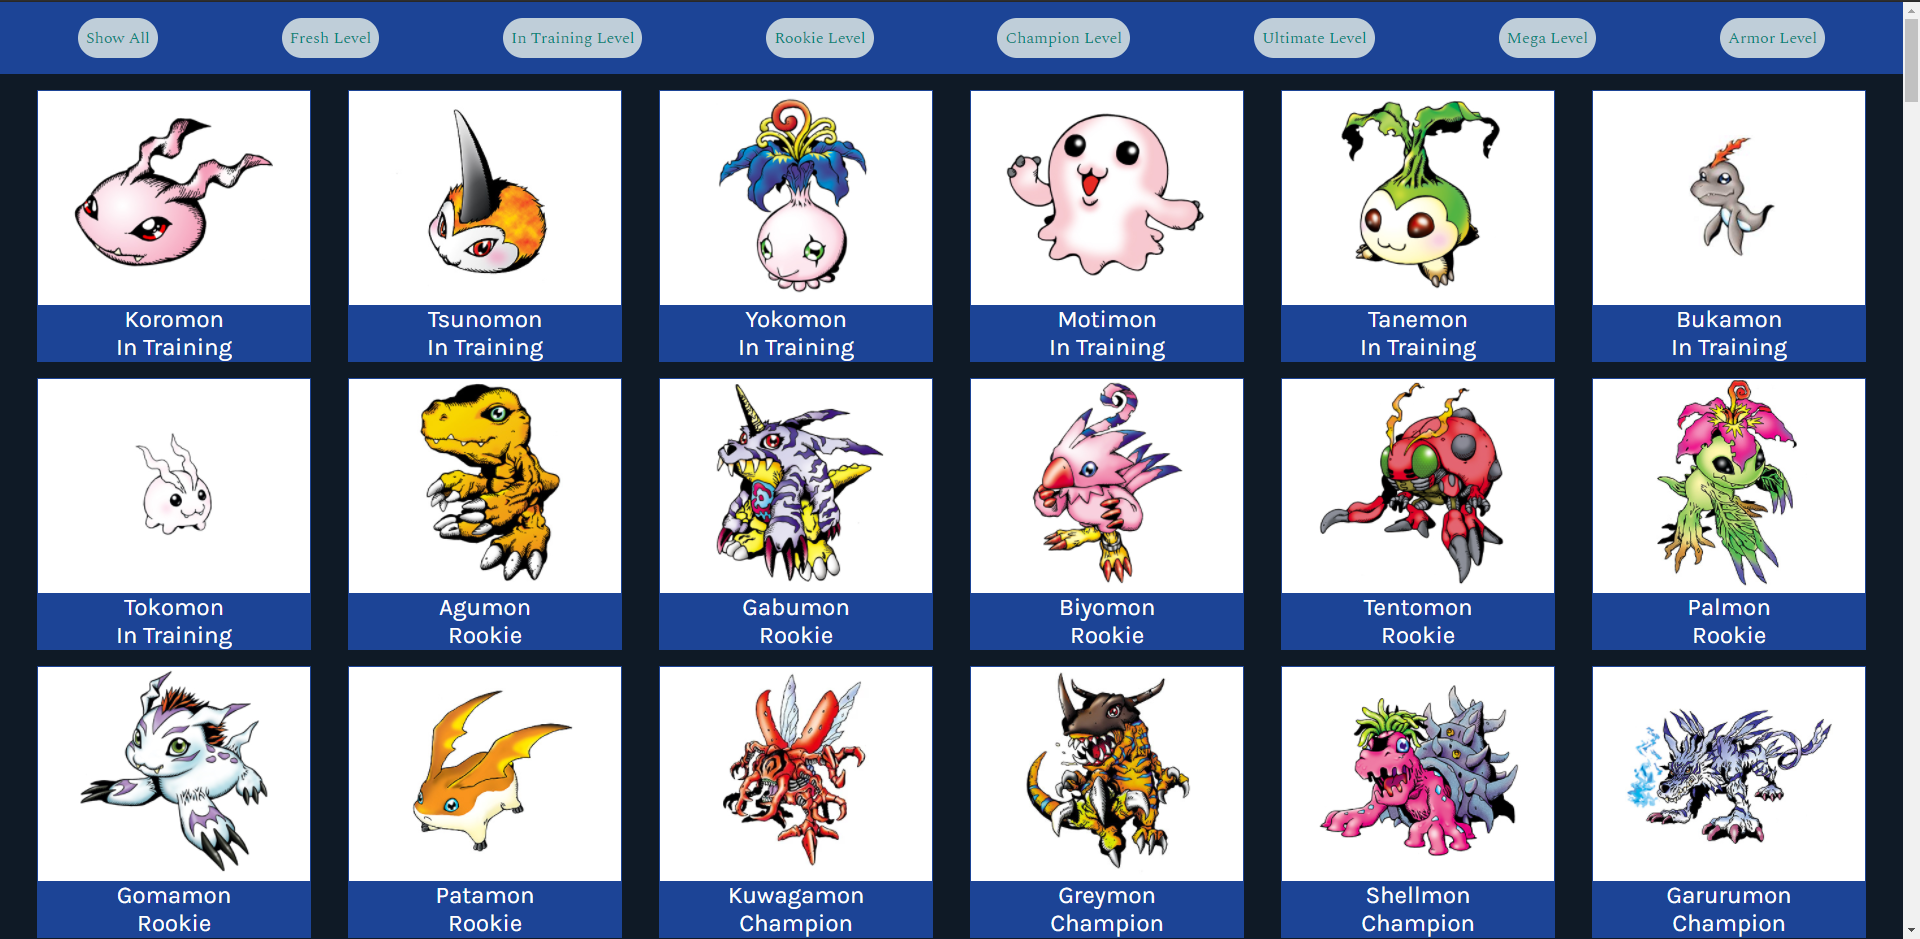 Show All
Fresh Level
In Training Level
Rookie Level
Champion Level
Ultimate Level
Mega Level
Armor Level
Koromon
In Training
Tsunomon
In Training
Yokomon
In Training
Motimon
In Training
Tanemon
In Training
Bukamon
In Training
Tokomon
In Training
Agumon
Rookie
Gabumon
Rookie
Biyomon
Rookie
Tentomon
Rookie
Palmon
Rookie
Gomamon
Rookie
Patamon
Rookie
Kuwagamon
Champion
Greymon
Champion
Shellmon
Champion
Garurumon
Champion